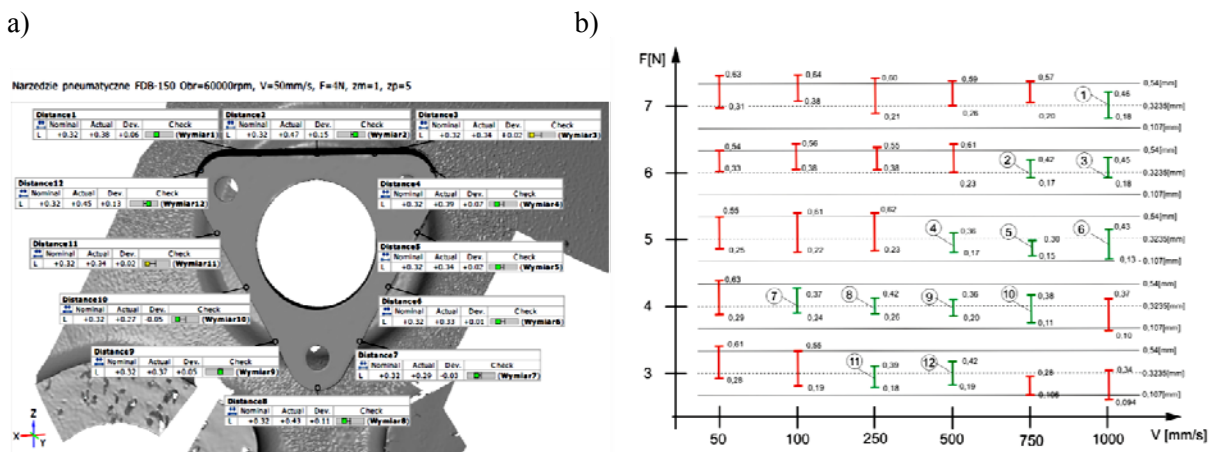 a)
b)
Narzedzie pneumatyczne FDB-150 Obr=60000rpm, V=50mm/s, F=4N, zm=1, zp=5
Distance1
Nominal Actual Dev. Check
L +0.32 +0.38 +0.06 (Wymiar1)
Distance2
Nominal Actual Dev. Check
L +0.32 +0.47 +0.15 (Wymiar2)
Distance3
Nominal Actual Dev. Check
L +0.32 +0.34 +0.02 (Wymiar3)
Distance12
Nominal Actual Dev. Check
L +0.32 +0.45 +0.13 (Wymiar12)
Distance4
Nominal Actual Dev. Check
L +0.32 +0.39 +0.07 (Wymiar4)
Distance11
Nominal Actual Dev. Check
L +0.32 +0.34 +0.02 (Wymiar11)
Distance5
Nominal Actual Dev. Check
L +0.32 +0.34 +0.02 (Wymiar5)
Distance10
Nominal Actual Dev. Check
L +0.32 +0.27 -0.05 (Wymiar10)
Distance6
Nominal Actual Dev. Check
L +0.32 +0.33 +0.01 (Wymiar6)
Distance9
Nominal Actual Dev. Check
L +0.32 +0.37 +0.05 (Wymiar9)
Distance7
Nominal Actual Dev. Check
L +0.32 +0.29 -0.03 (Wymiar7)
Distance8
Nominal Actual Dev. Check
L +0.32 +0.43 +0.11 (Wymiar8)
Z
X Y
F[N]
0,63 0,64 0,60 0,59 0,57 0,54[mm]
7 1 0,46 0,3235[mm]
0,31 0,38 0,21 0,26 0,20 0,18
0,107[mm]
0,54 0,56 0,55 0,61 0,54[mm]
6 2 0,42 3 0,45 0,3235[mm]
0,33 0,38 0,38 0,23 0,17 0,18
0,107[mm]
0,55 0,61 0,62 0,54[mm]
5 4 0,36 5 0,30 6 0,43 0,3235[mm]
0,25 0,22 0,23 0,17 0,15 0,13
0,107[mm]
0,63 0,54[mm]
4 7 0,37 8 0,42 9 0,36 10 0,38 0,37 0,3235[mm]
0,29 0,24 0,26 0,20 0,11 0,10
0,107[mm]
0,61 0,55 0,54[mm]
3 11 0,39 12 0,42 0,28 0,34 0,3235[mm]
0,28 0,19 0,18 0,19 0,106 0,094
0,107[mm]
50 100 250 500 750 1000 V [mm/s]